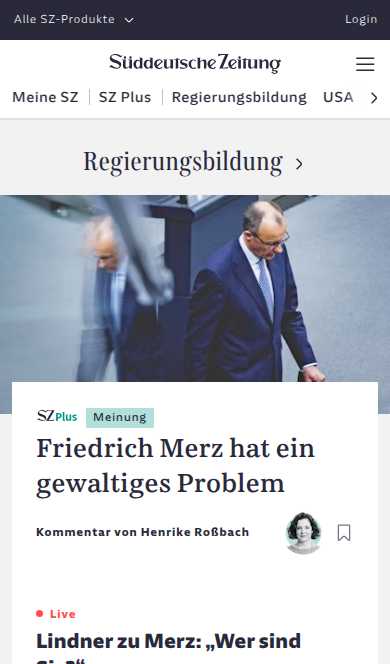 Alle SZ-Produkte
Login
Süddeutsche Zeitung
Meine SZ
SZ Plus
Regierungsbildung
USA
Regierungsbildung
SZ Plus
Meinung
Friedrich Merz hat ein
gewaltiges Problem
Kommentar von Henrike Roßbach
Live
Lindner zu Merz: „Wer sind
Sie?“